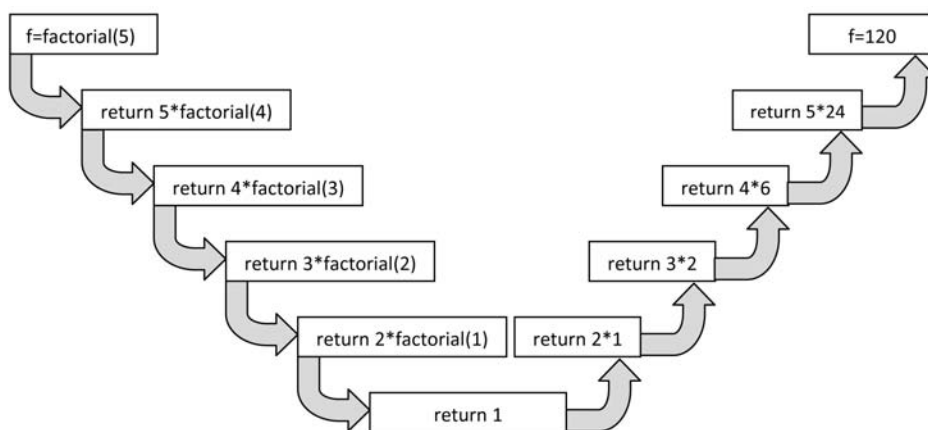 f=factorial(5)
f=120
return 5*factorial(4)
return 5*24
return 4*factorial(3)
return 4*6
return 3*factorial(2)
return 3*2
return 2*factorial(1)
return 2*1
return 1